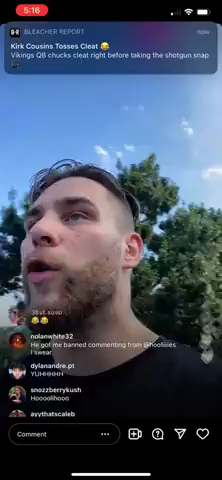 5:16
B·R BLEACHER REPORT now
Kirk Cousins Tosses Cleat 😂
Vikings QB chucks cleat right before taking the shotgun snap
😂😂
nolanwhite32
He got me banned commenting from @hooliiiies
I swear
dylanandre.pt
YUHHHHH
snozzberrykush
Hooolihooo
ayythatscaleb
Comment